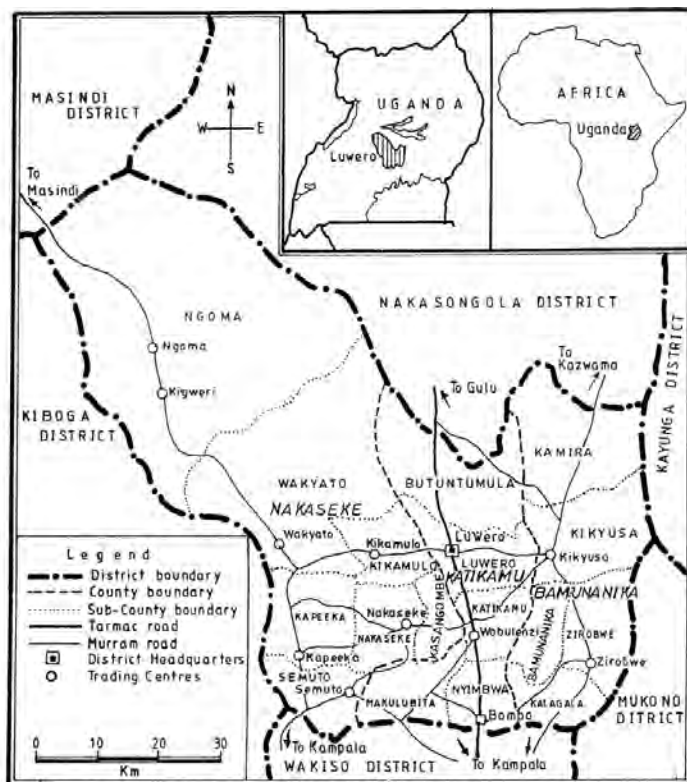 MASINDI
DISTRICT
N
W E
S
UGANDA
Luwero
AFRICA
Uganda
To
Masindi
NGOMA
Ngoma
Kigweri
NAKASONGOLA DISTRICT
KAYUNGA DISTRICT
KIBOGA
DISTRICT
To Gulu
To
Kazwama
KAMIRA
WAKYATO
NAKASEKE
BUTUNTUMULA
Wakyato
Kikamulo
KIKAMULO
Luwero
LUWERO
KATIKAMU
KIKYUSA
Kikyusa
BAMUNANIKA
KASANGOMBE
KAPEEKA
Nakaseke
NAKASEKE
KATIKAMU
Wobulenzi
BAMUNANIKA
ZIROBWE
Zirobwe
Kapeeka
SEMUTO
Semuto
MAKULUBITA
NYIMBWA
Bombo
KALAGALA
MUKONO
DITRICT
To Kampala
To Kampala
WAKISO DISTRICT
Legend
District boundary
County boundary
Sub-County boundary
Tarmac road
Murram road
District Headquarters
Trading Centres
0 10 20 30
Km